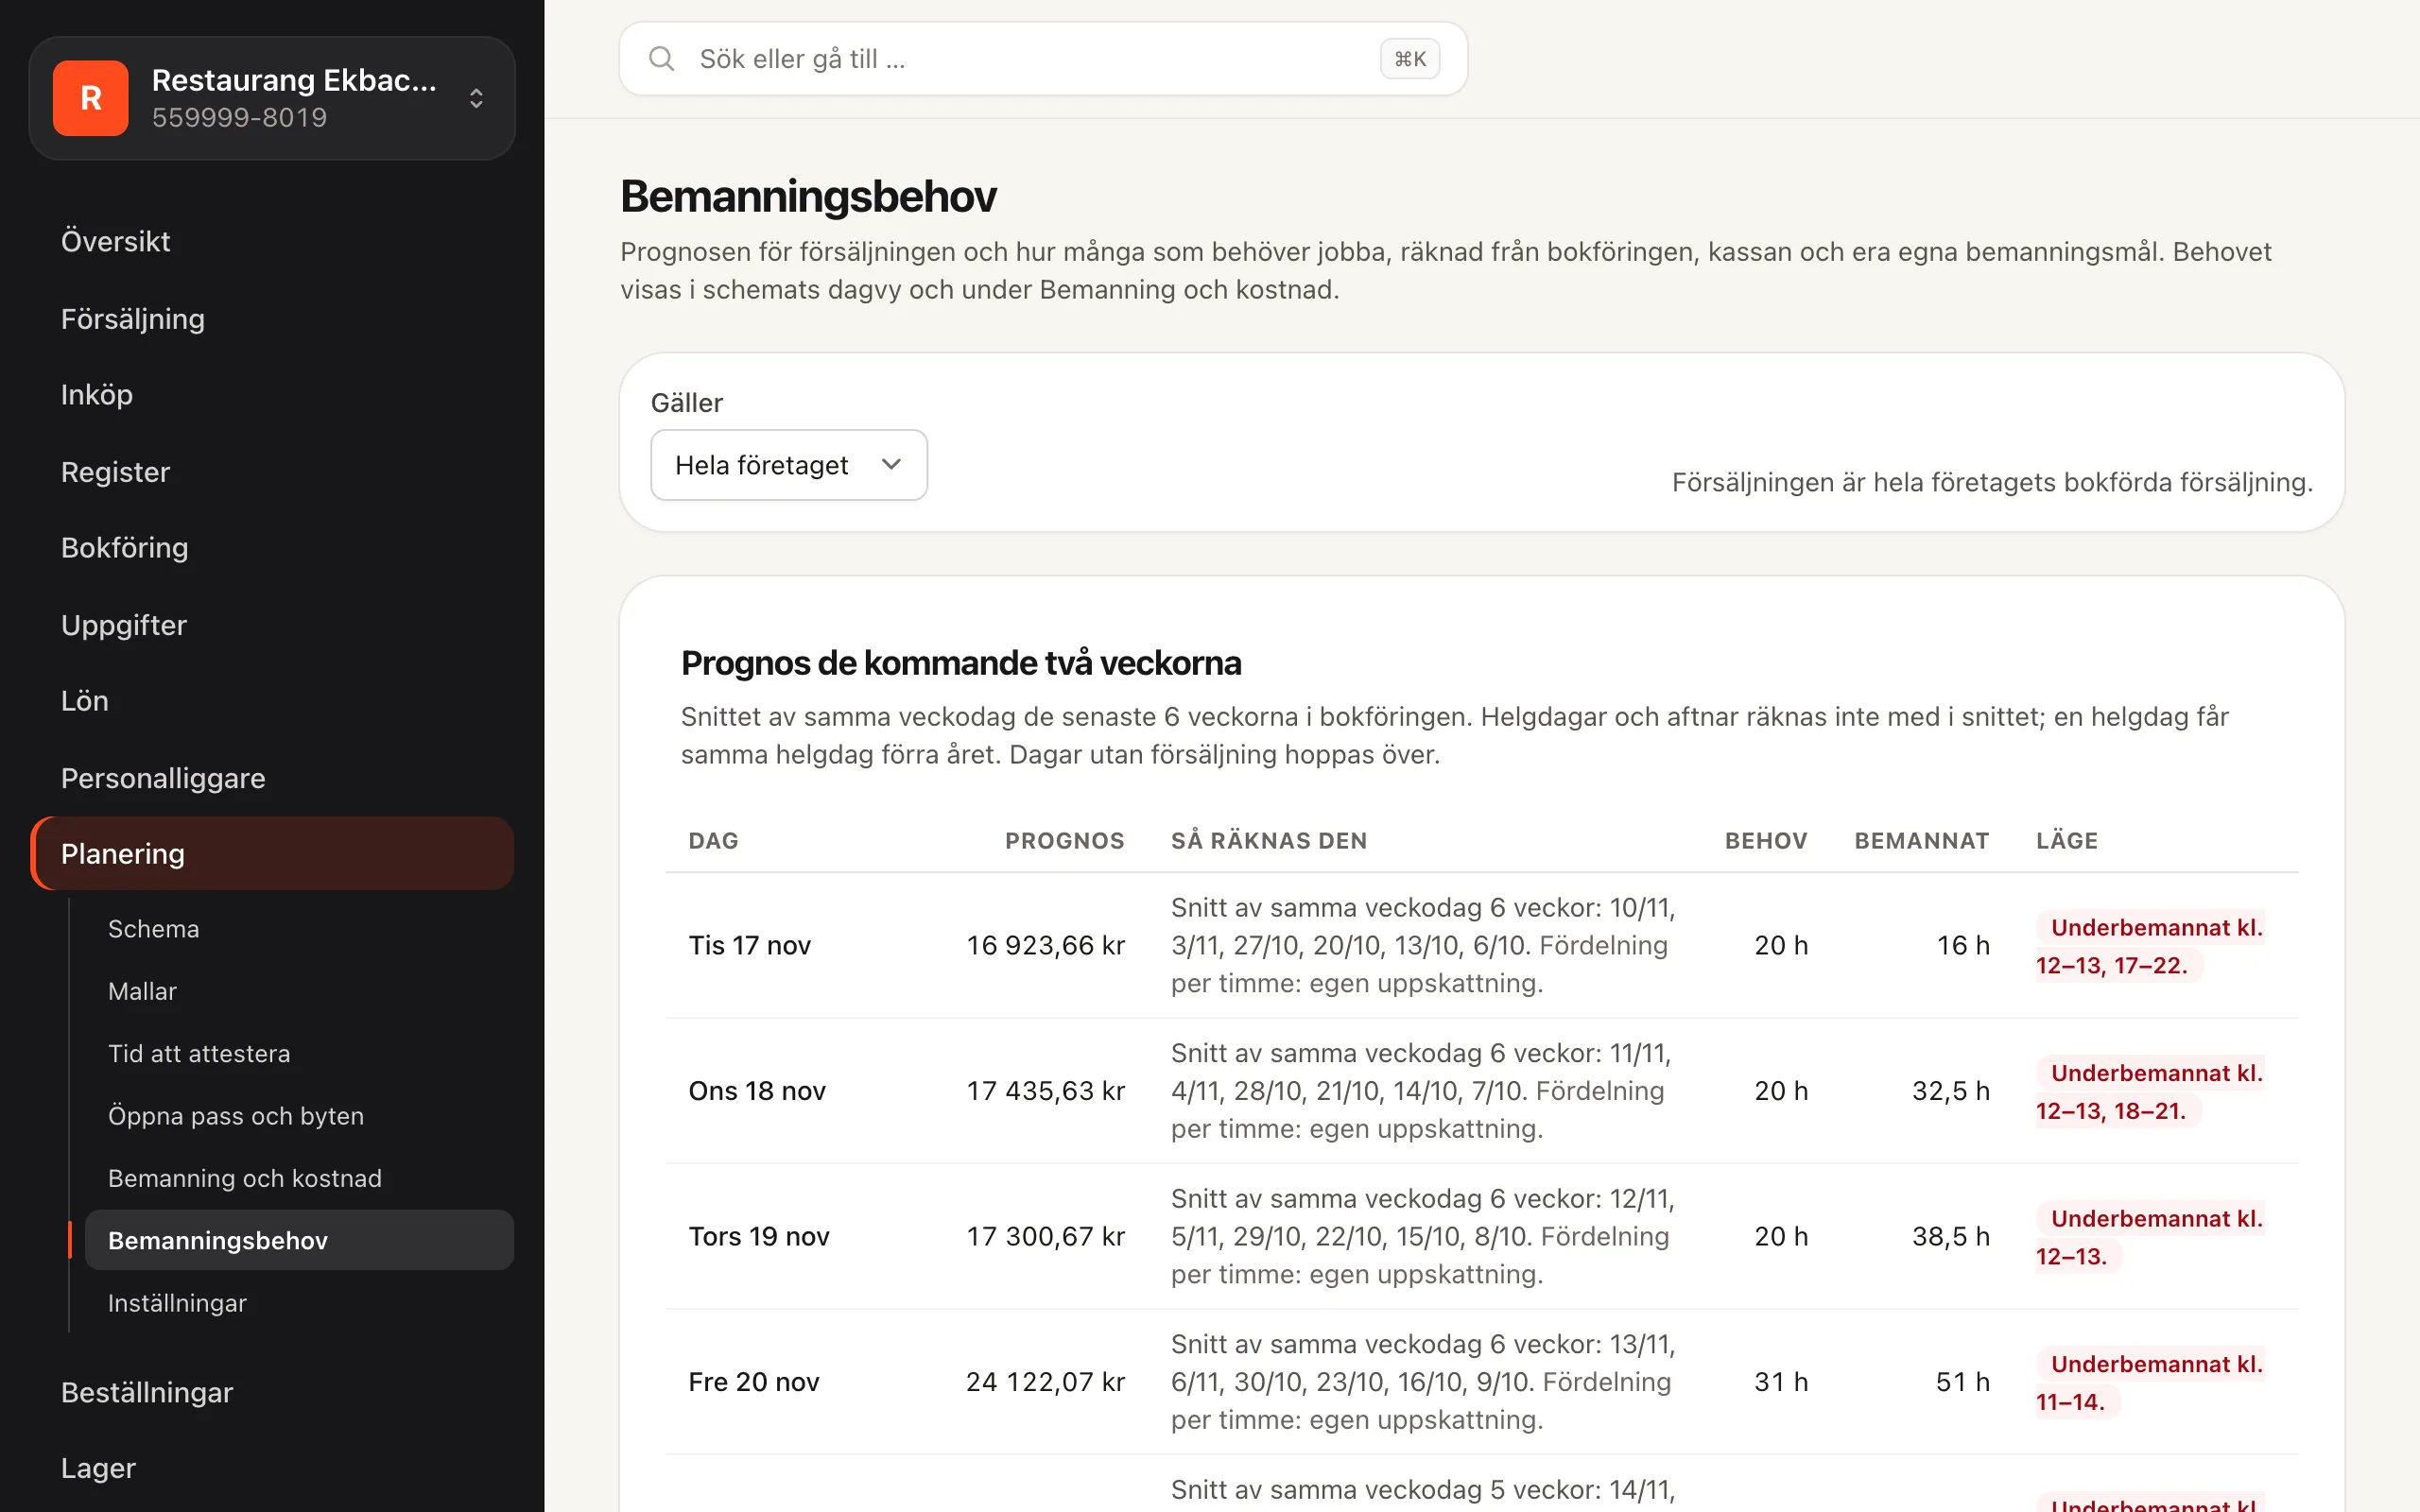 R
Restaurang Ekbac...
559999-8019
Översikt
Försäljning
Inköp
Register
Bokföring
Uppgifter
Lön
Personalliggare
Planering
Schema
Mallar
Tid att attestera
Öppna pass och byten
Bemanning och kostnad
Bemanningsbehov
Inställningar
Beställningar
Lager
Sök eller gå till ...
⌘K
Bemanningsbehov
Prognosen för försäljningen och hur många som behöver jobba, räknad från bokföringen, kassan och era egna bemanningsmål. Behovet
visas i schemats dagvy och under Bemanning och kostnad.
Gäller
Hela företaget
Försäljningen är hela företagets bokförda försäljning.
Prognos de kommande två veckorna
Snittet av samma veckodag de senaste 6 veckorna i bokföringen. Helgdagar och aftnar räknas inte med i snittet; en helgdag får
samma helgdag förra året. Dagar utan försäljning hoppas över.
DAG PROGNOS SÅ RÄKNAS DEN BEHOV BEMANNAT LÄGE
Snitt av samma veckodag 6 veckor: 10/11,
3/11, 27/10, 20/10, 13/10, 6/10. Fördelning
per timme: egen uppskattning.
Tis 17 nov 16 923,66 kr 20 h 16 h
Underbemannat kl.
12–13, 17–22.
Snitt av samma veckodag 6 veckor: 11/11,
4/11, 28/10, 21/10, 14/10, 7/10. Fördelning
per timme: egen uppskattning.
Ons 18 nov 17 435,63 kr 20 h 32,5 h
Underbemannat kl.
12–13, 18–21.
Snitt av samma veckodag 6 veckor: 12/11,
5/11, 29/10, 22/10, 15/10, 8/10. Fördelning
per timme: egen uppskattning.
Tors 19 nov 17 300,67 kr 20 h 38,5 h
Underbemannat kl.
12–13.
Snitt av samma veckodag 6 veckor: 13/11,
6/11, 30/10, 23/10, 16/10, 9/10. Fördelning
per timme: egen uppskattning.
Fre 20 nov 24 122,07 kr 31 h 51 h
Underbemannat kl.
11–14.
Snitt av samma veckodag 5 veckor: 14/11,
Underbemannat kl.